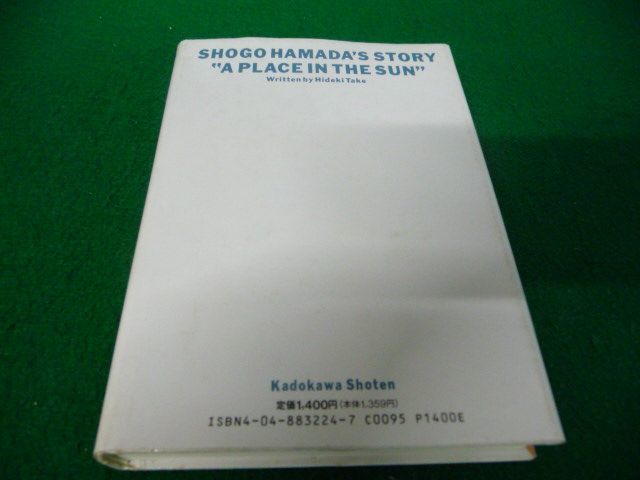 SHOGO HAMADA'S STORY
"A PLACE IN THE SUN"
Written by Hideki Take
Kadokawa Shoten
定価1,400円(本体1,359円)
ISBN4-04-883224-7 C0095 P1400E